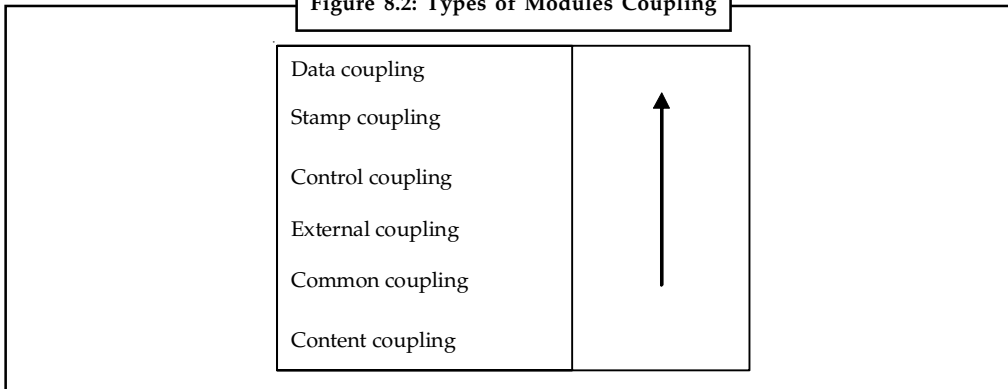 Figure 8.2: Types of Modules Coupling
Data coupling
Stamp coupling
Control coupling
External coupling
Common coupling
Content coupling